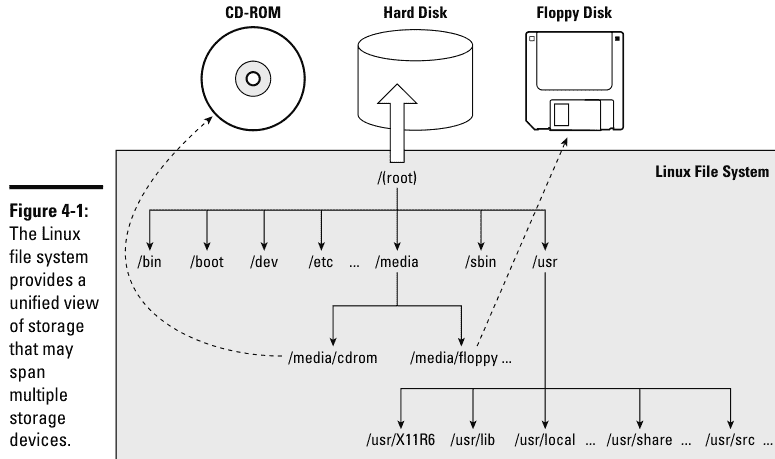 CD-ROM Hard Disk Floppy Disk
Linux File System
/(root)
/bin /boot /dev /etc ... /media /sbin /usr
/media/cdrom /media/floppy ...
/usr/X11R6 /usr/lib /usr/local ... /usr/share ... /usr/src ...
Figure 4-1:
The Linux
file system
provides a
unified view
of storage
that may
span
multiple
storage
devices.